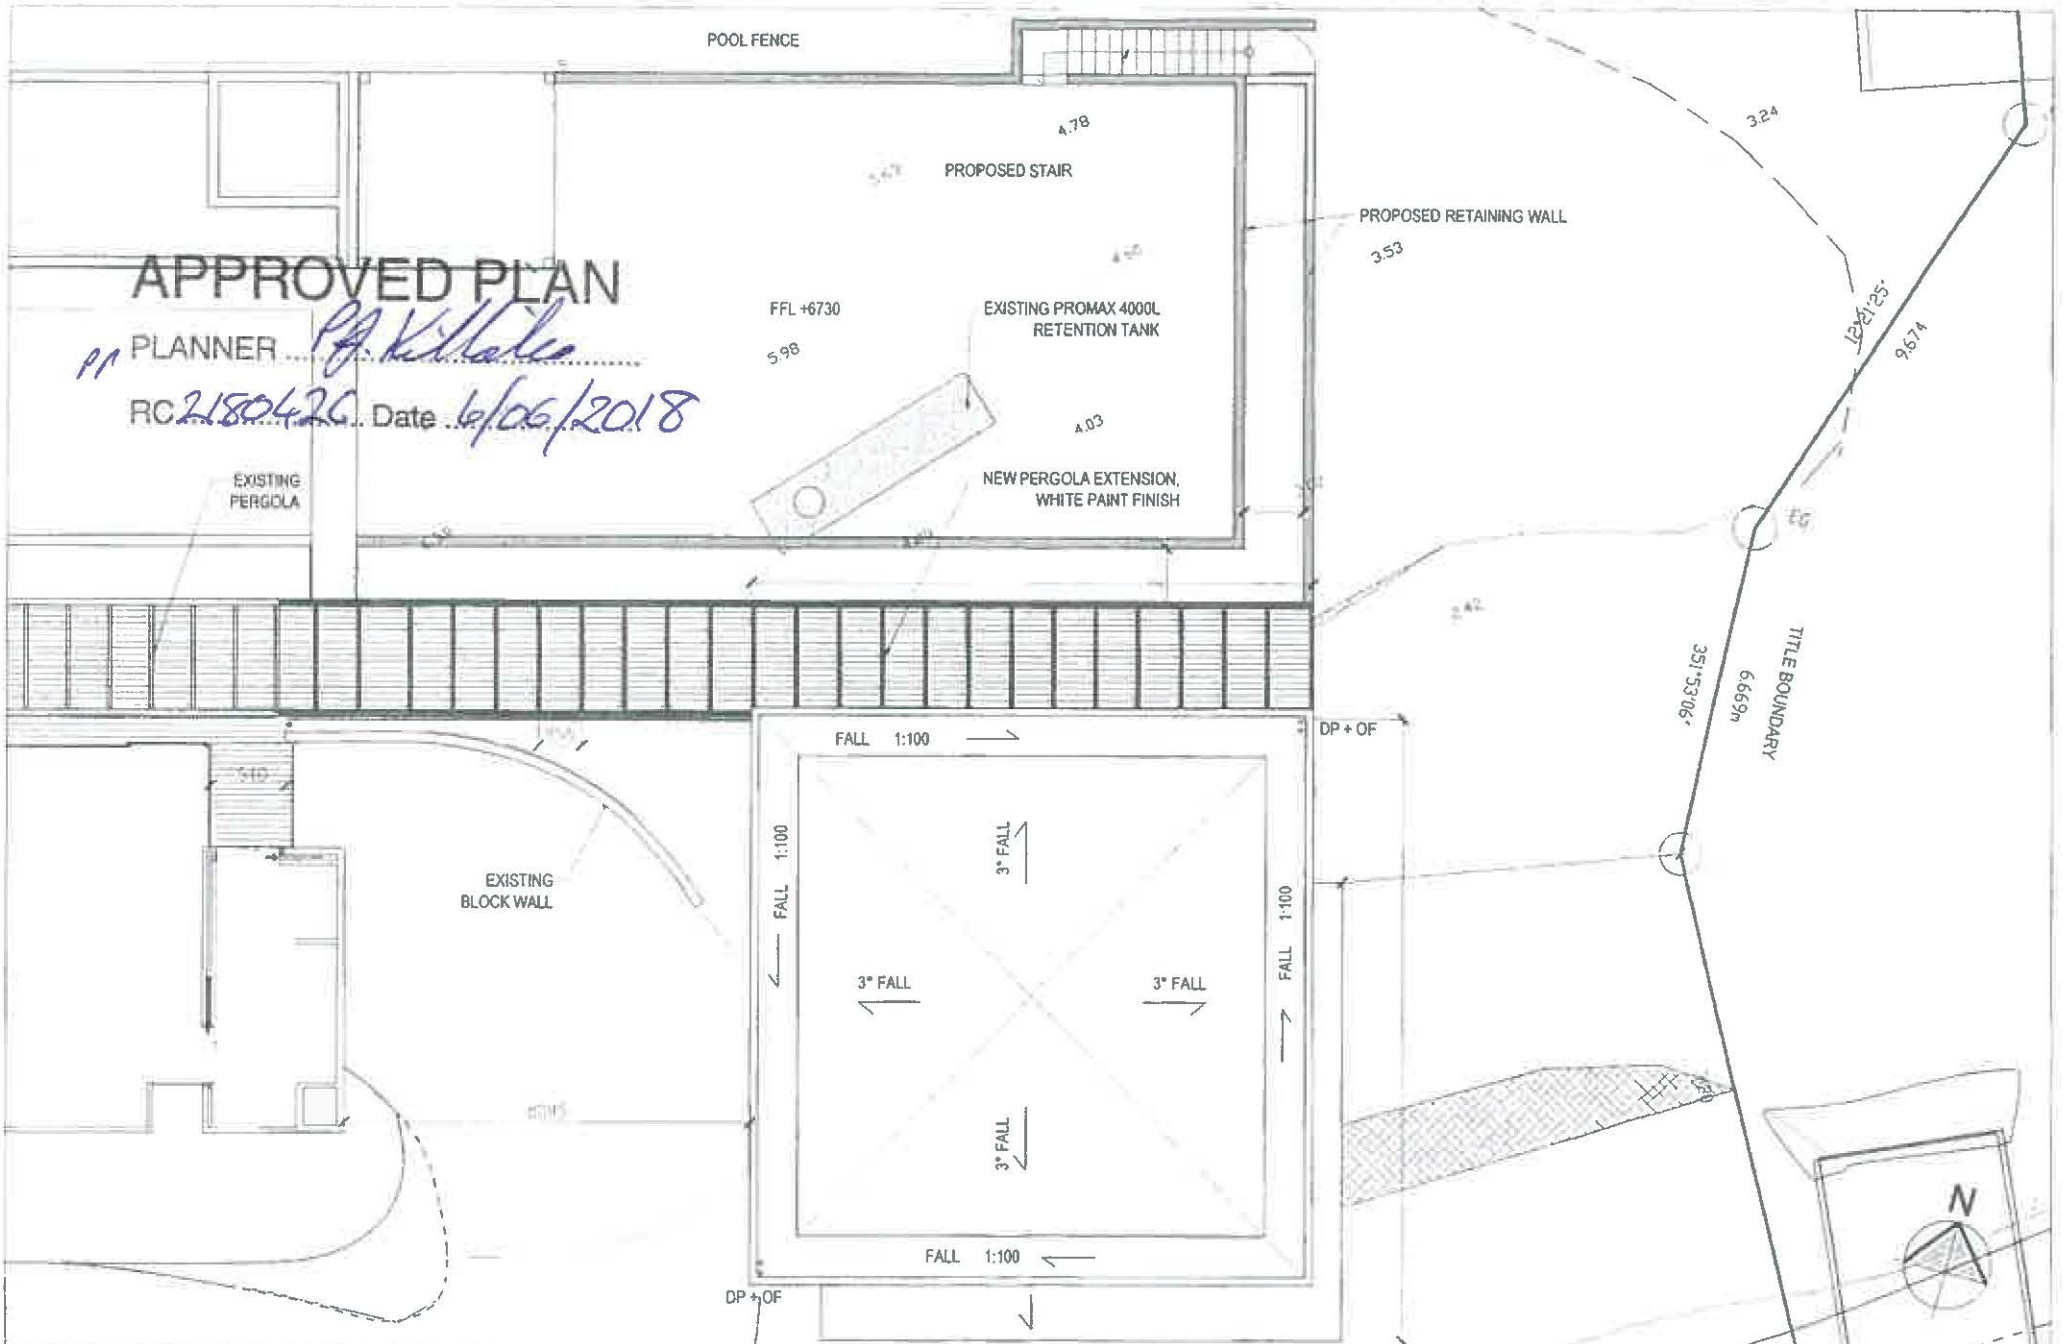 POOL FENCE
4.78
3.24
PROPOSED STAIR
PROPOSED RETAINING WALL
3.53
APPROVED PLAN
PLANNER
RC 2180426 Date 6/06/2018
FFL +6730
5.98
EXISTING PROMAX 4000L
RETENTION TANK
4.03
12°21'25"
9.674
EXISTING
PERGOLA
NEW PERGOLA EXTENSION,
WHITE PAINT FINISH
EG
2.42
TITLE BOUNDARY
6.669m
351°53'06"
DP + OF
FALL 1:100
510
FALL 1:100
3° FALL
EXISTING
BLOCK WALL
FALL 1:100
3° FALL
3° FALL
3° FALL
FALL 1:100
DP + OF
N